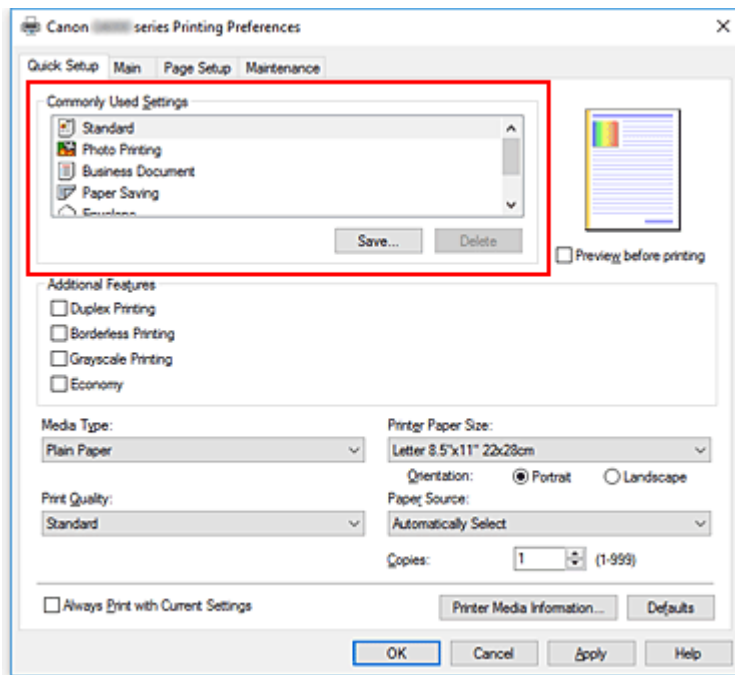 Canon series Printing Preferences
Quick Setup Main Page Setup Maintenance
Commonly Used Settings
Standard
Photo Printing
Business Document
Paper Saving
Envelope
Save... Delete
Preview before printing
Additional Features
Duplex Printing
Borderless Printing
Grayscale Printing
Economy
Media Type: Printer Paper Size:
Plain Paper Letter 8.5"x11" 22x28cm
Orientation: Portrait Landscape
Print Quality: Paper Source:
Standard Automatically Select
Copies: 1 (1-999)
Always Print with Current Settings Printer Media Information... Defaults
OK Cancel Apply Help